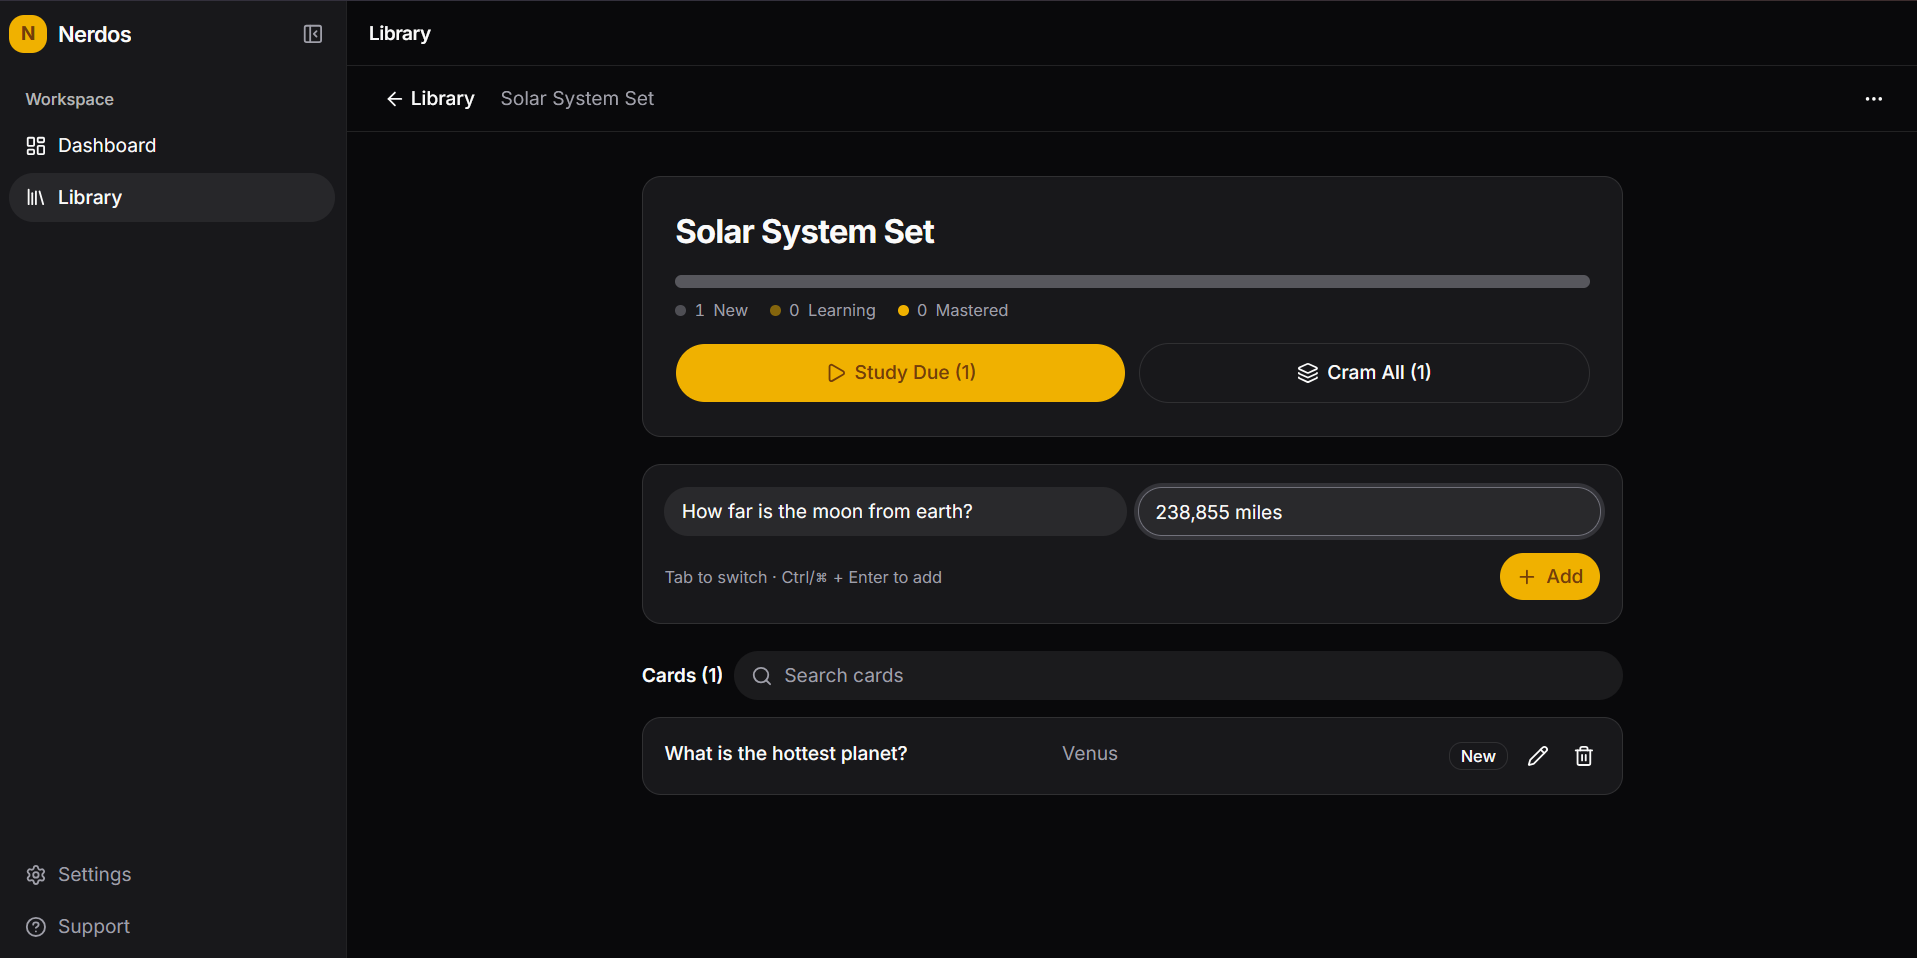 N Nerdos
Workspace
Dashboard
Library
Settings
Support
Library
Library Solar System Set
Solar System Set
1 New 0 Learning 0 Mastered
Study Due (1) Cram All (1)
How far is the moon from earth? 238,855 miles
Tab to switch · Ctrl/⌘ + Enter to add + Add
Cards (1) Search cards
What is the hottest planet? Venus New